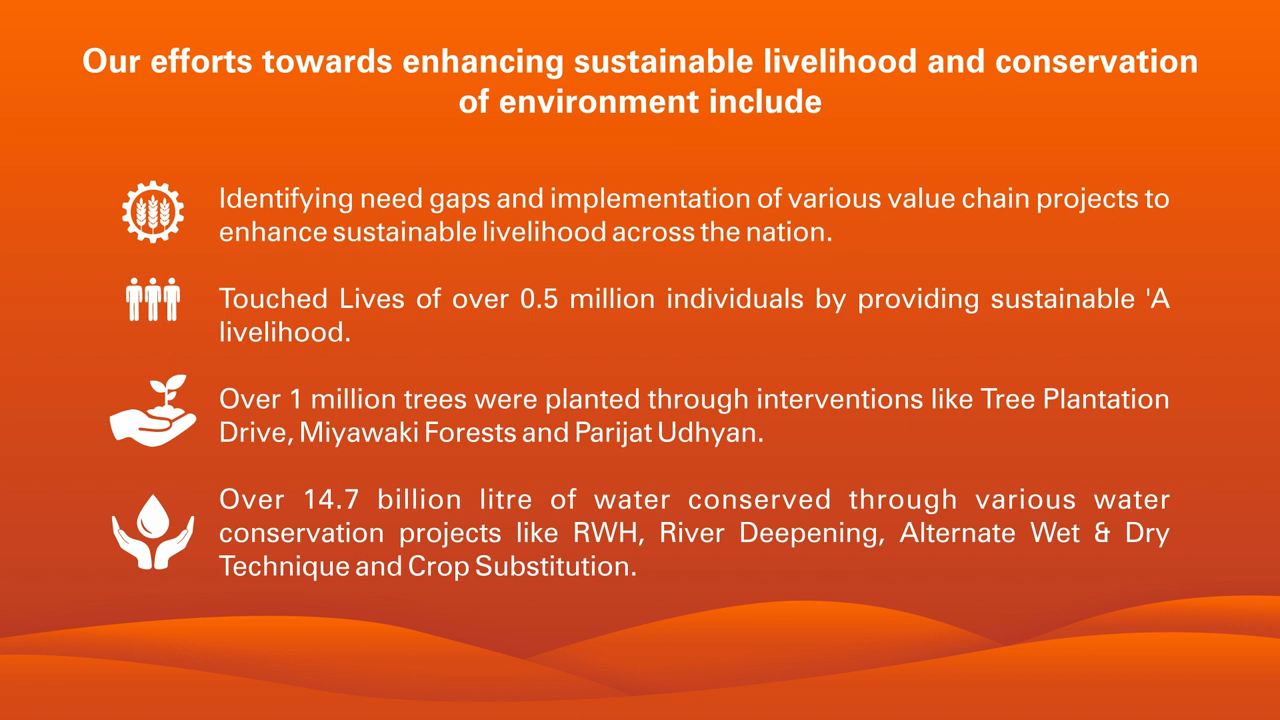 Our efforts towards enhancing sustainable livelihood and conservation
of environment include
Identifying need gaps and implementation of various value chain projects to
enhance sustainable livelihood across the nation.
Touched Lives of over 0.5 million individuals by providing sustainable 'A
livelihood.
Over 1 million trees were planted through interventions like Tree Plantation
Drive, Miyawaki Forests and Parijat Udhyan.
Over 14.7 billion litre of water conserved through various water
conservation projects like RWH, River Deepening, Alternate Wet & Dry
Technique and Crop Substitution.